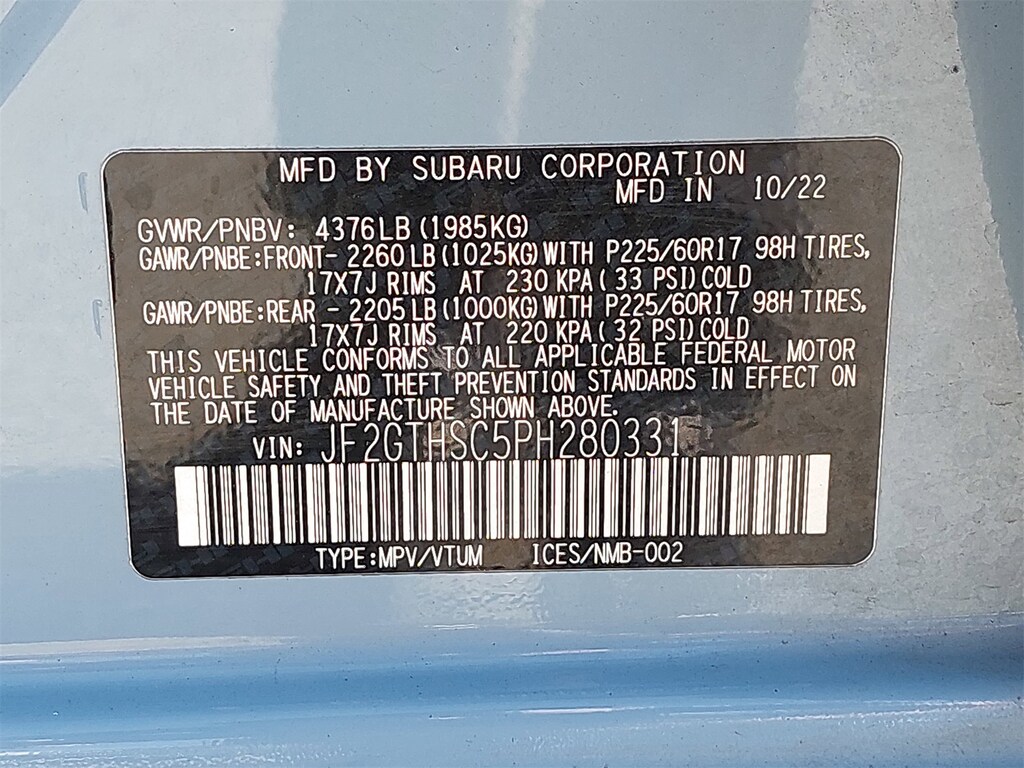 MFD BY SUBARU CORPORATION
MFD IN 10/22
GVWR/PNBV: 4376LB (1985KG)
GAWR/PNBE:FRONT- 2260 LB (1025KG) WITH P225/60R17 98H TIRES,
17X7J RIMS AT 230 KPA ( 33 PSI) COLD
GAWR/PNBE:REAR - 2205 LB (1000KG) WITH P225/60R17 98H TIRES,
17X7J RIMS AT 220 KPA ( 32 PSI) COLD
THIS VEHICLE CONFORMS TO ALL APPLICABLE FEDERAL MOTOR
VEHICLE SAFETY AND THEFT PREVENTION STANDARDS IN EFFECT ON
THE DATE OF MANUFACTURE SHOWN ABOVE.
VIN: JF2GTHSC5PH280331
TYPE:MPV/VTUM ICES/NMB-002